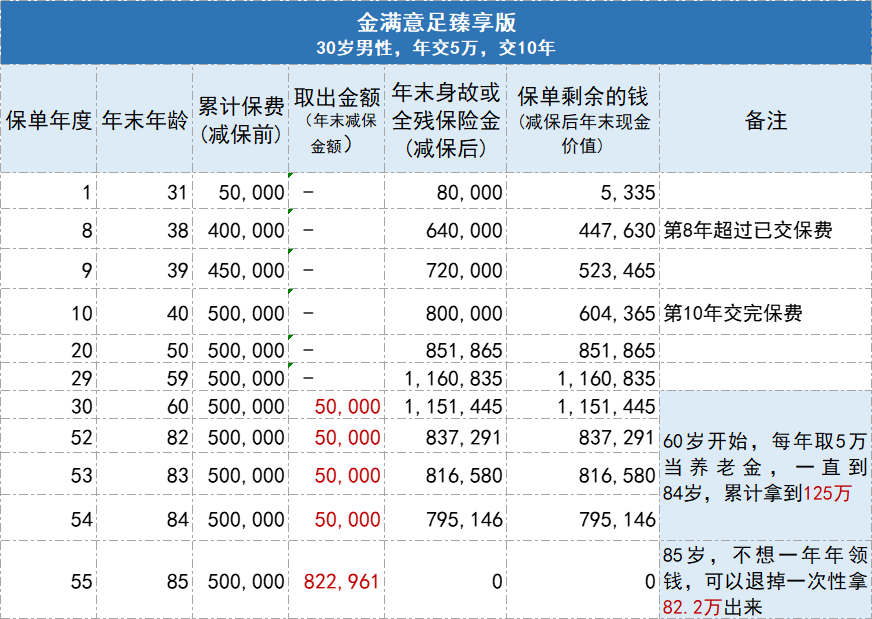 金满意足臻享版
30岁男性，年交5万，交10年
保单年度 年末年龄 累计保费(减保前) 取出金额(年末减保金额) 年末身故或全残保险金(减保后) 保单剩余的钱(减保后年末现金价值) 备注
1 31 50,000 – 80,000 5,335
8 38 400,000 – 640,000 447,630 第8年超过已交保费
9 39 450,000 – 720,000 523,465
10 40 500,000 – 800,000 604,365 第10年交完保费
20 50 500,000 – 851,865 851,865
29 59 500,000 – 1,160,835 1,160,835
30 60 500,000 50,000 1,151,445 1,151,445
52 82 500,000 50,000 837,291 837,291
53 83 500,000 50,000 816,580 816,580
54 84 500,000 50,000 795,146 795,146
60岁开始，每年取5万
当养老金，一直到
84岁，累计拿到125万
55 85 500,000 822,961 0 0
85岁，不想一年年领
钱，可以退掉一次性拿
82.2万出来